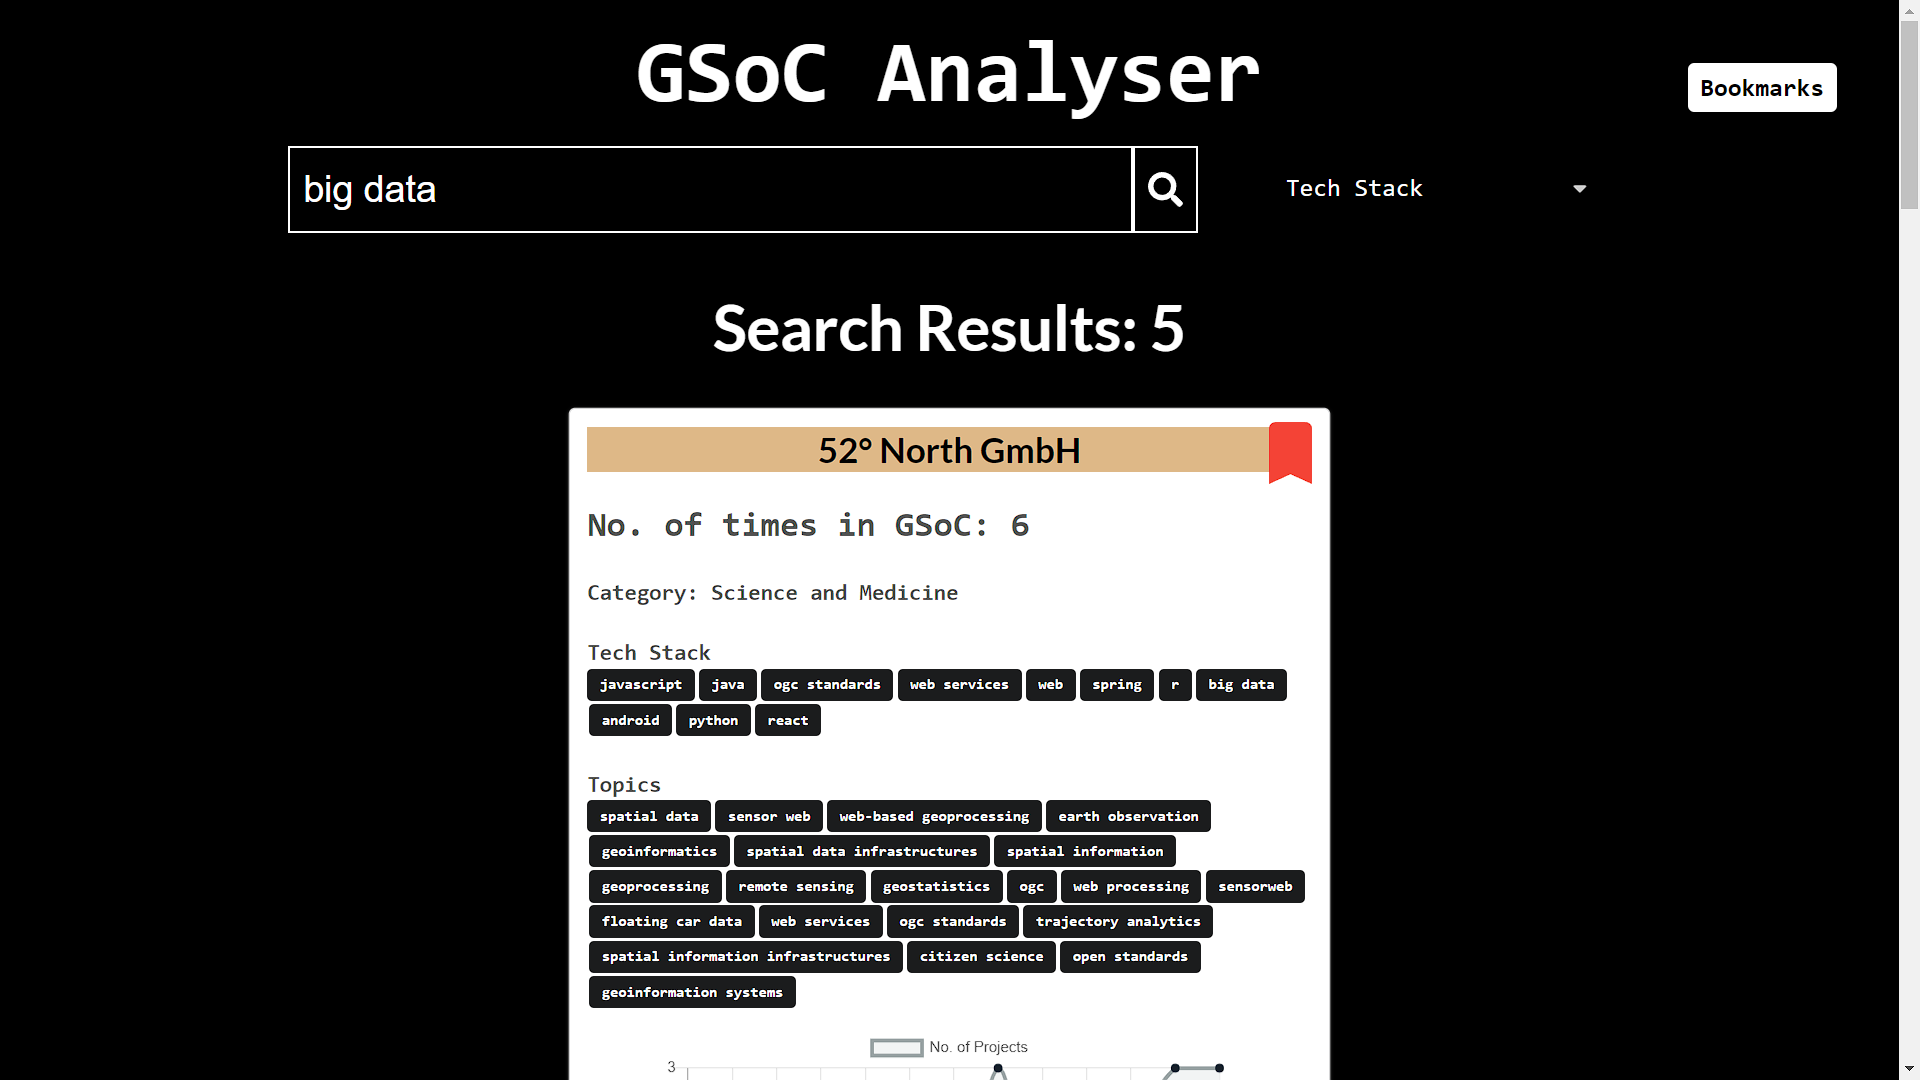 GSoC Analyser
Bookmarks
big data
Tech Stack
Search Results: 5
52° North GmbH
No. of times in GSoC: 6
Category: Science and Medicine
Tech Stack
javascript java ogc standards web services web spring r big data
android python react
Topics
spatial data sensor web web-based geoprocessing earth observation
geoinformatics spatial data infrastructures spatial information
geoprocessing remote sensing geostatistics ogc web processing sensorweb
floating car data web services ogc standards trajectory analytics
spatial information infrastructures citizen science open standards
geoinformation systems
No. of Projects
3